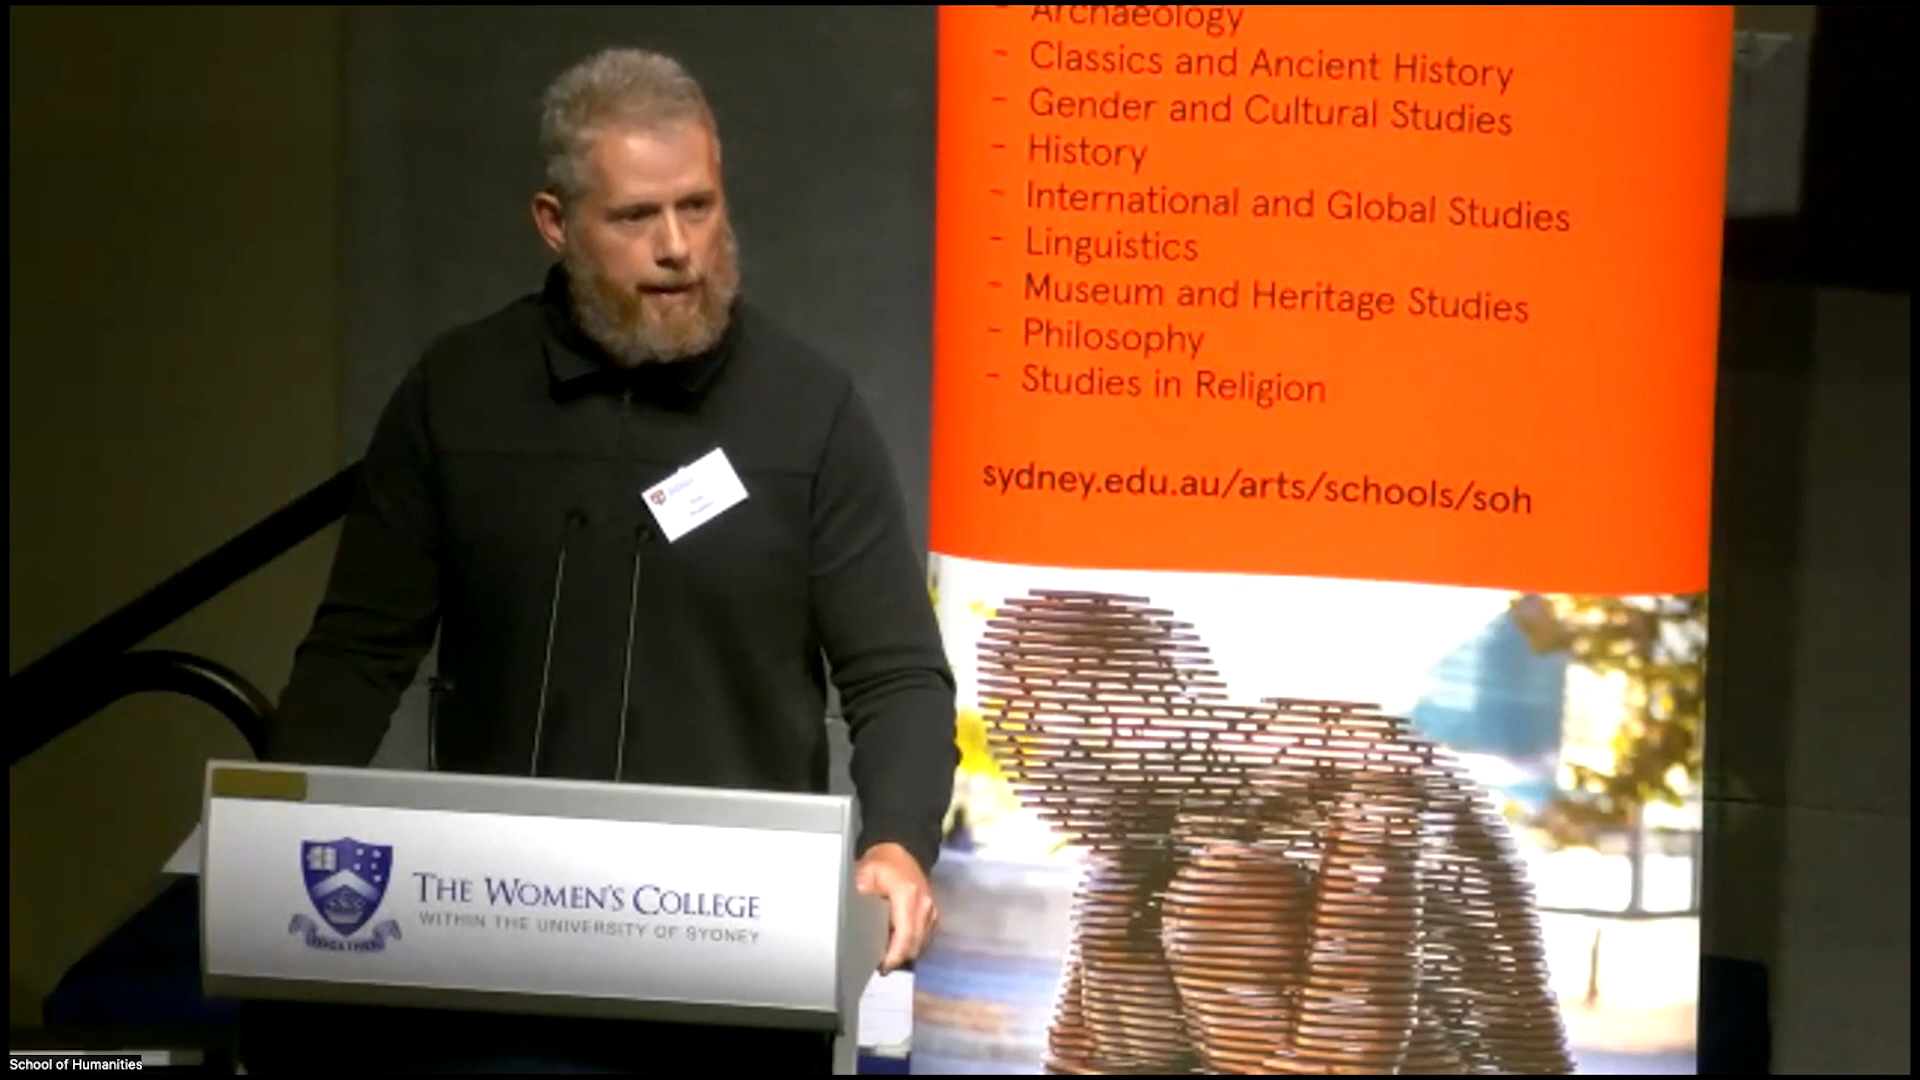 Archaeology
- Classics and Ancient History
- Gender and Cultural Studies
- History
- International and Global Studies
- Linguistics
- Museum and Heritage Studies
- Philosophy
- Studies in Religion
sydney.edu.au/arts/schools/soh
THE WOMEN'S COLLEGE
WITHIN THE UNIVERSITY OF SYDNEY
School of Humanities